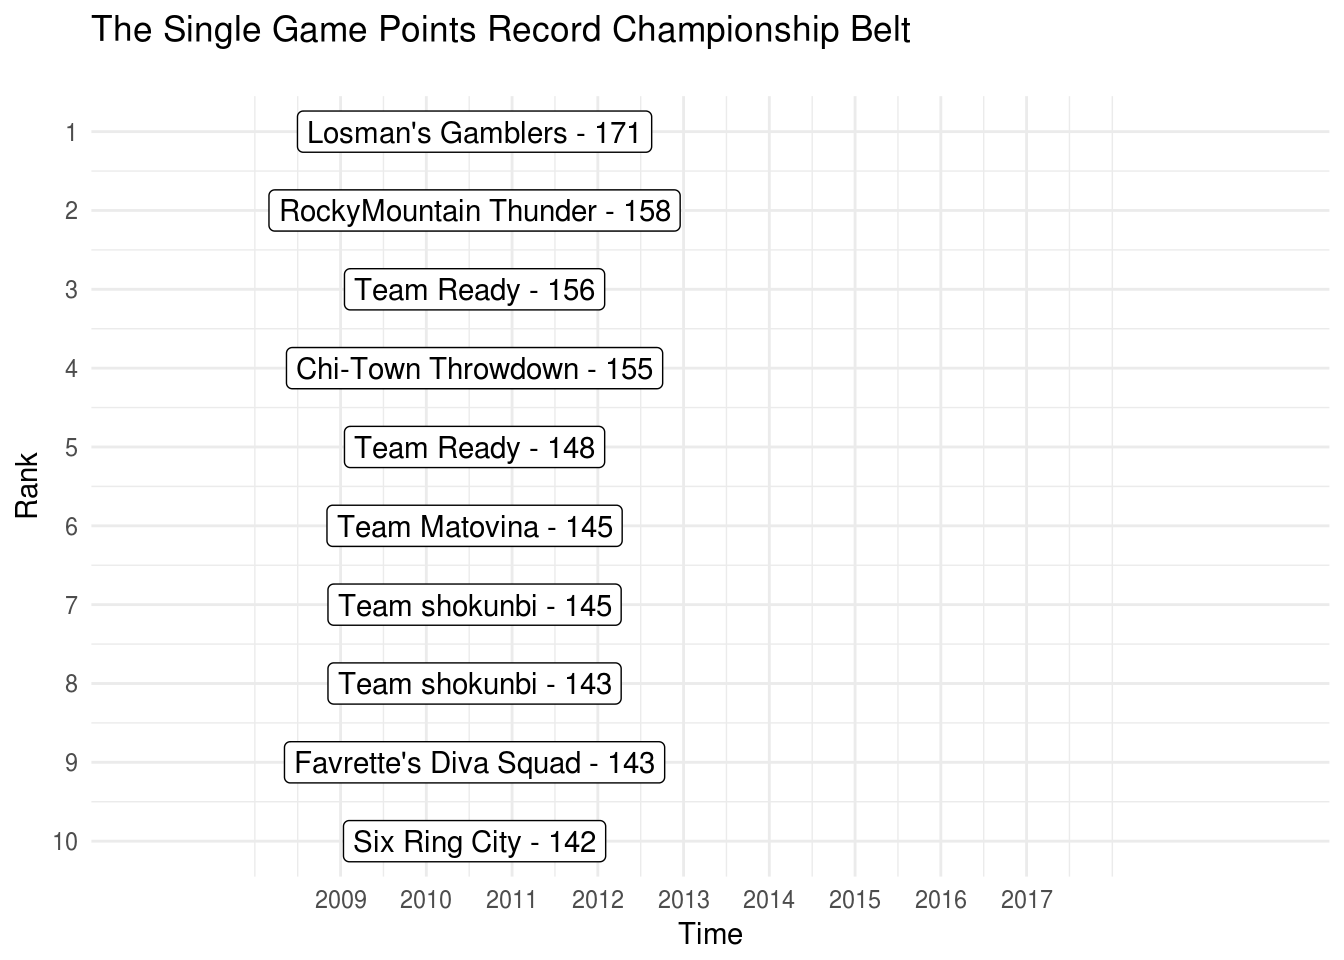 The Single Game Points Record Championship Belt
1
Losman's Gamblers - 171
2
RockyMountain Thunder - 158
3
Team Ready - 156
4
Chi-Town Throwdown - 155
5
Team Ready - 148
Rank
6
Team Matovina - 145
7
Team shokunbi - 145
8
Team shokunbi - 143
9
Favrette's Diva Squad - 143
10
Six Ring City - 142
2009 2010 2011 2012 2013 2014 2015 2016 2017
Time